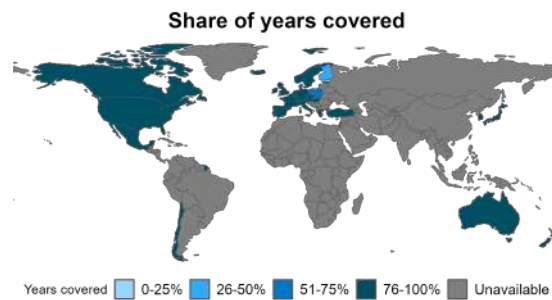 Share of years covered
Years covered 0-25% 26-50% 51-75% 76-100% Unavailable